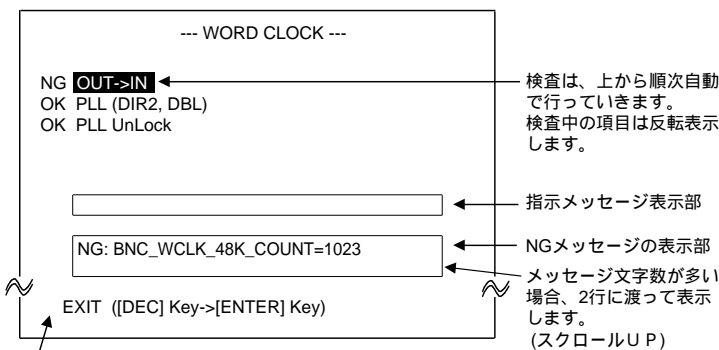 --- WORD CLOCK ---
NG OUT->IN
OK PLL (DIR2, DBL)
OK PLL UnLock
検査は、上から順次自動
で行っていきます。
検査中の項目は反転表示
します。
指示メッセージ表示部
NG: BNC_WCLK_48K_COUNT=1023
NGメッセージの表示部
メッセージ文字数が多い
場合、2行に渡って表示
します。
(スクロールＵＰ)
EXIT ([DEC] Key->[ENTER] Key)